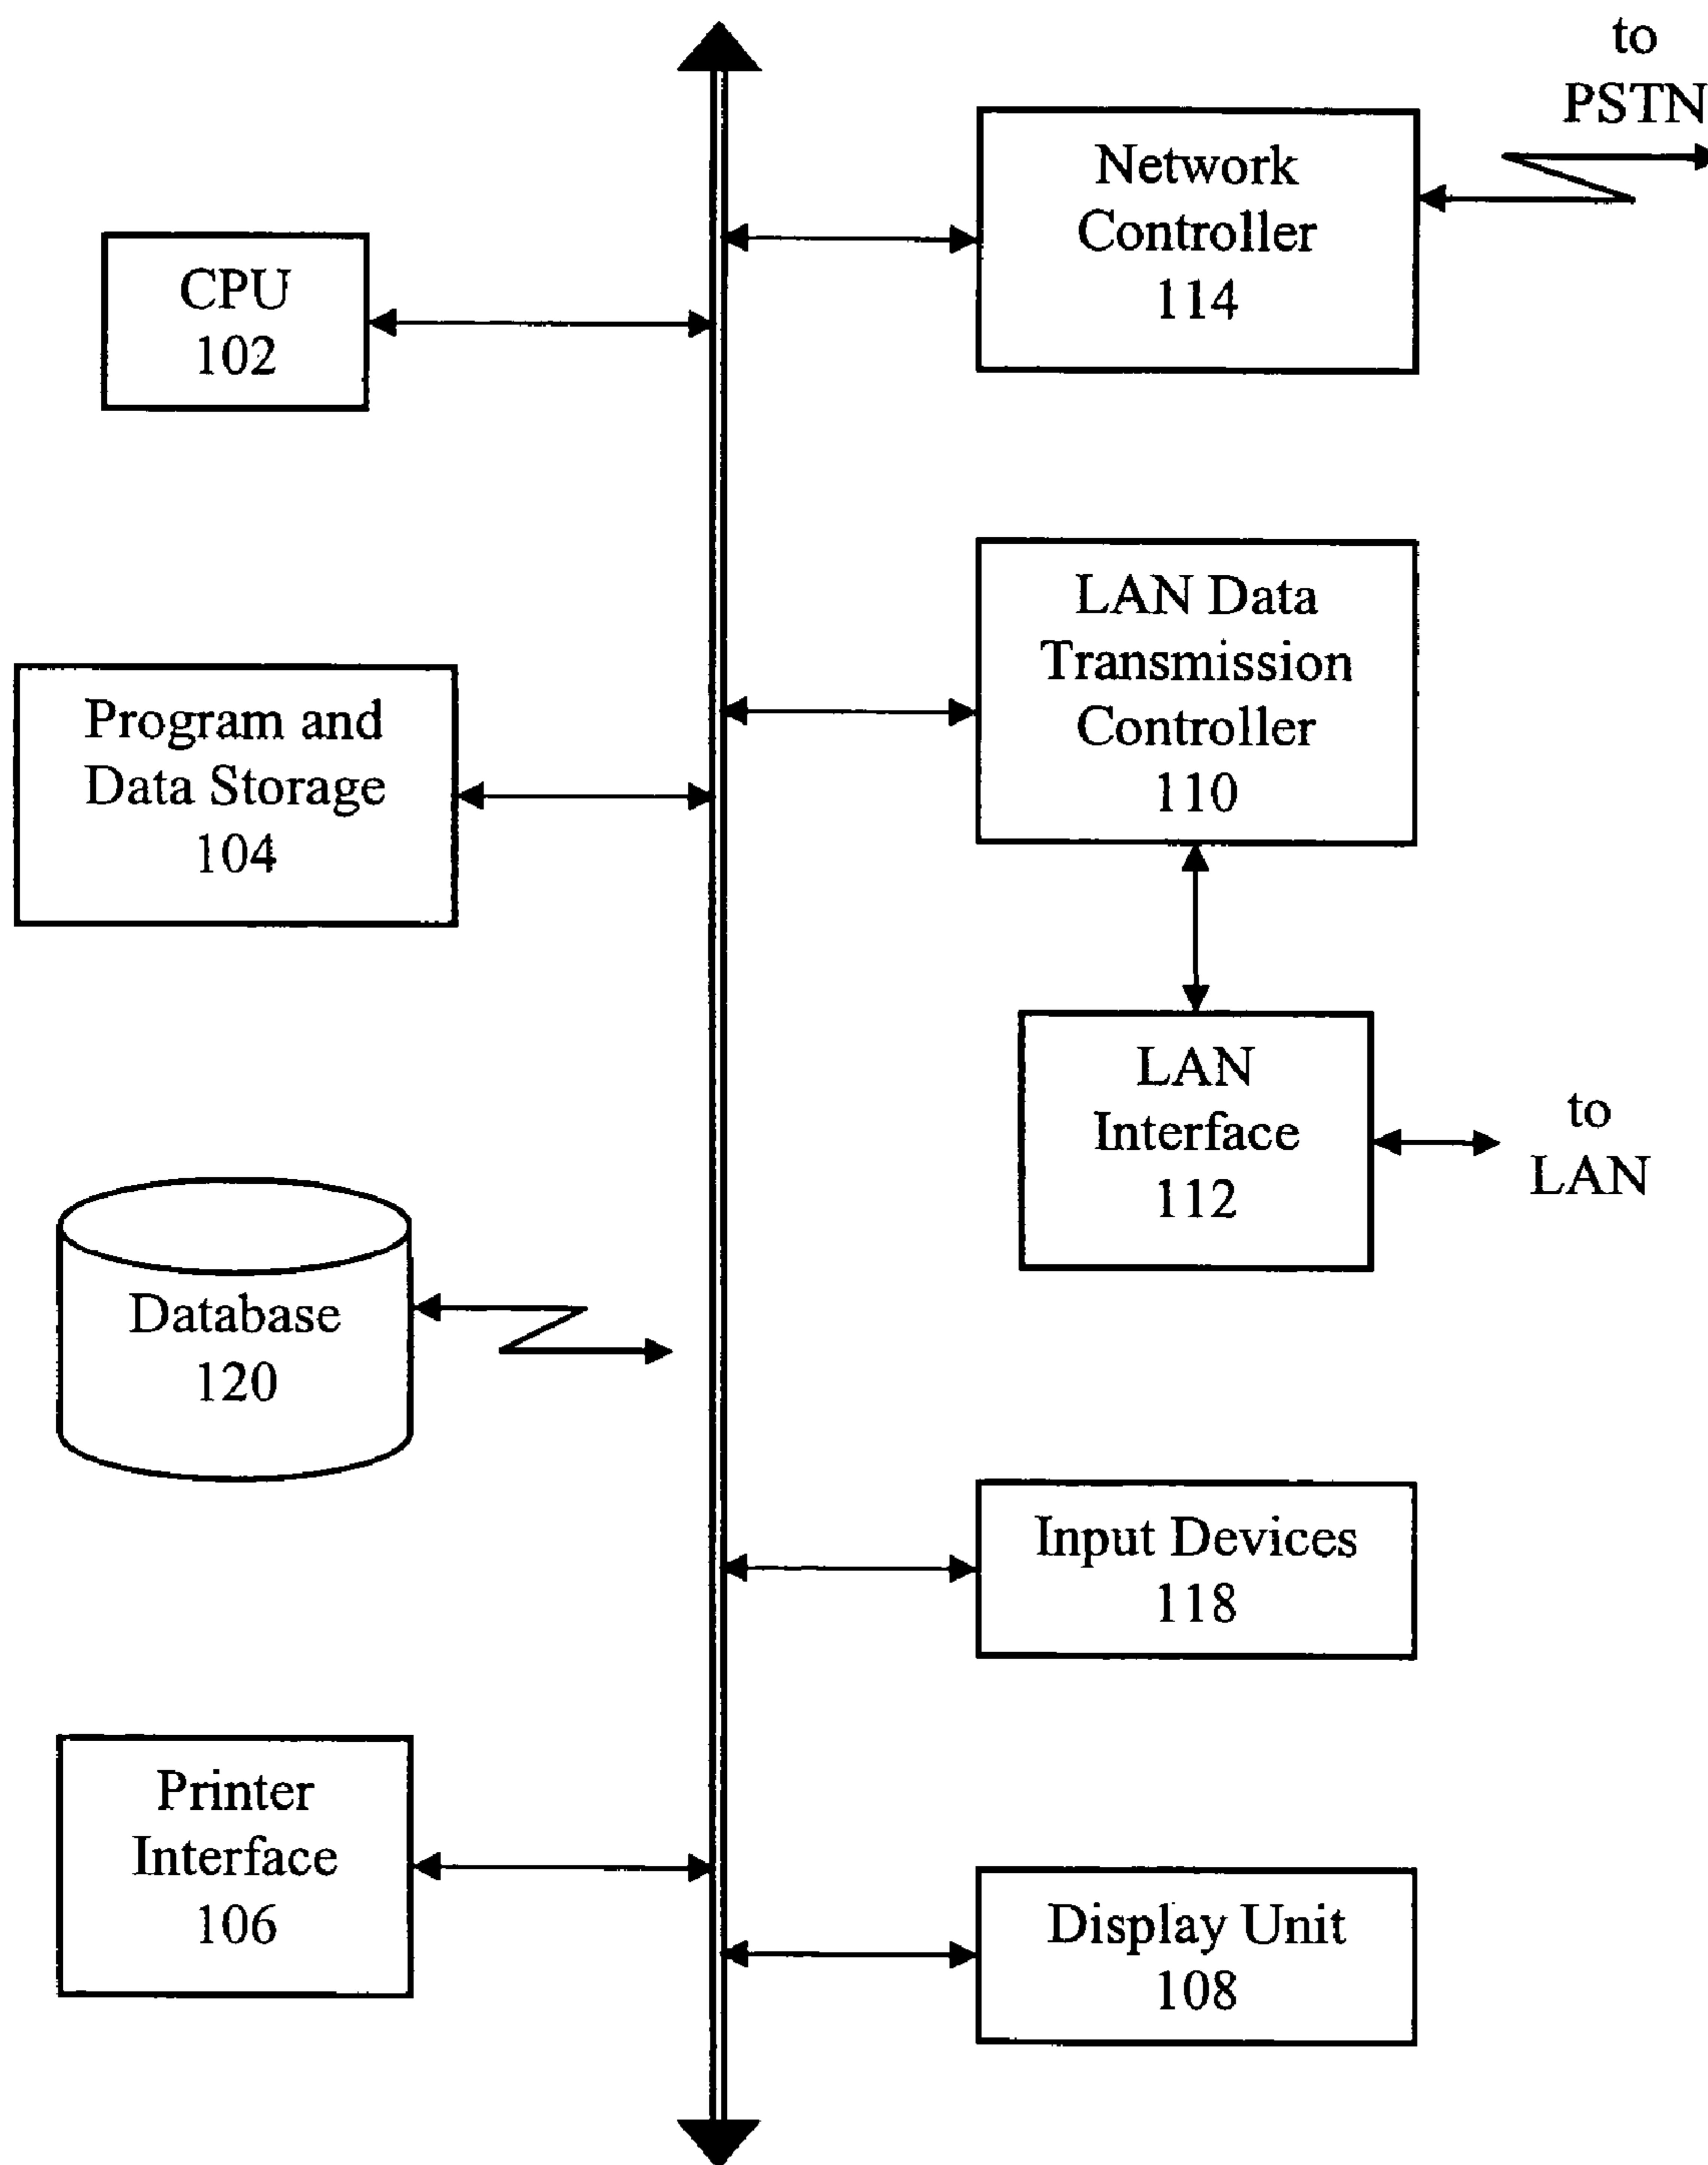 to
PSTN
Network
Controller
114
CPU
102
LAN Data
Transmission
Controller
110
Program and
Data Storage
104
LAN
Interface
112
to
LAN
Database
120
Input Devices
118
Printer
Interface
106
Display Unit
108